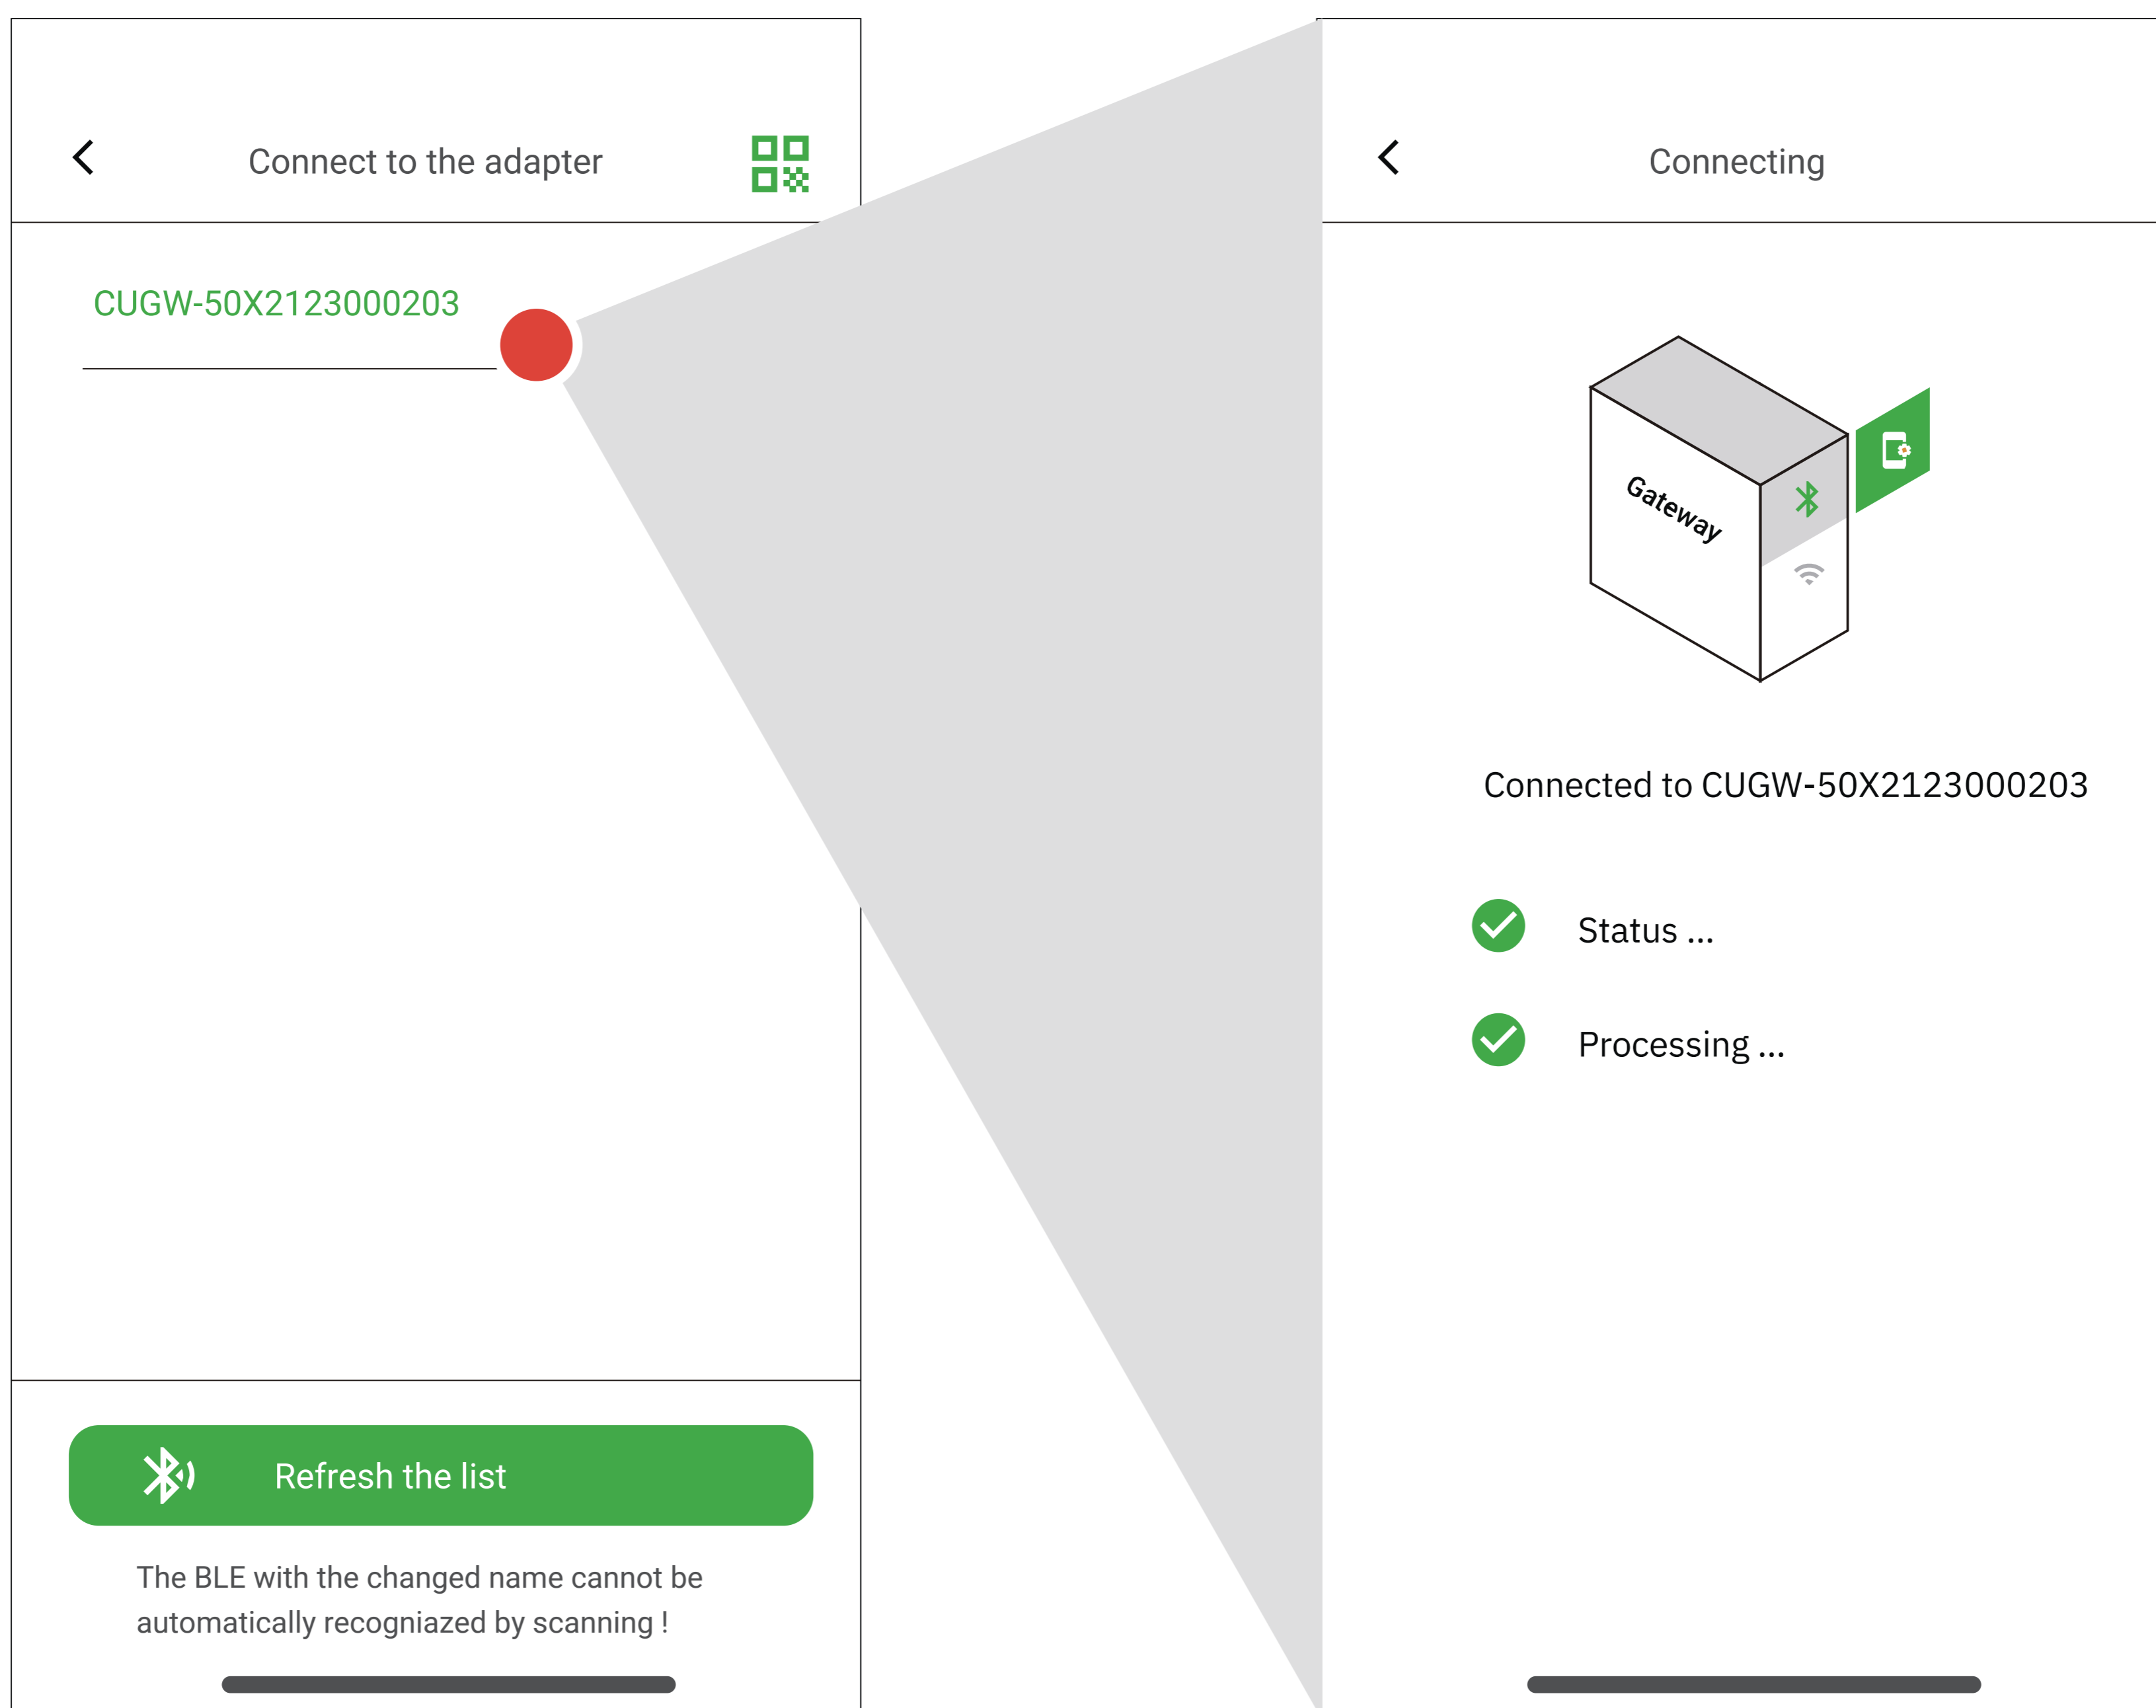 Connect to the adapter
CUGW-50X2123000203
Refresh the list
The BLE with the changed name cannot be
automatically recogniazed by scanning !
Connecting
Gateway
Connected to CUGW-50X2123000203
Status ...
Processing ...